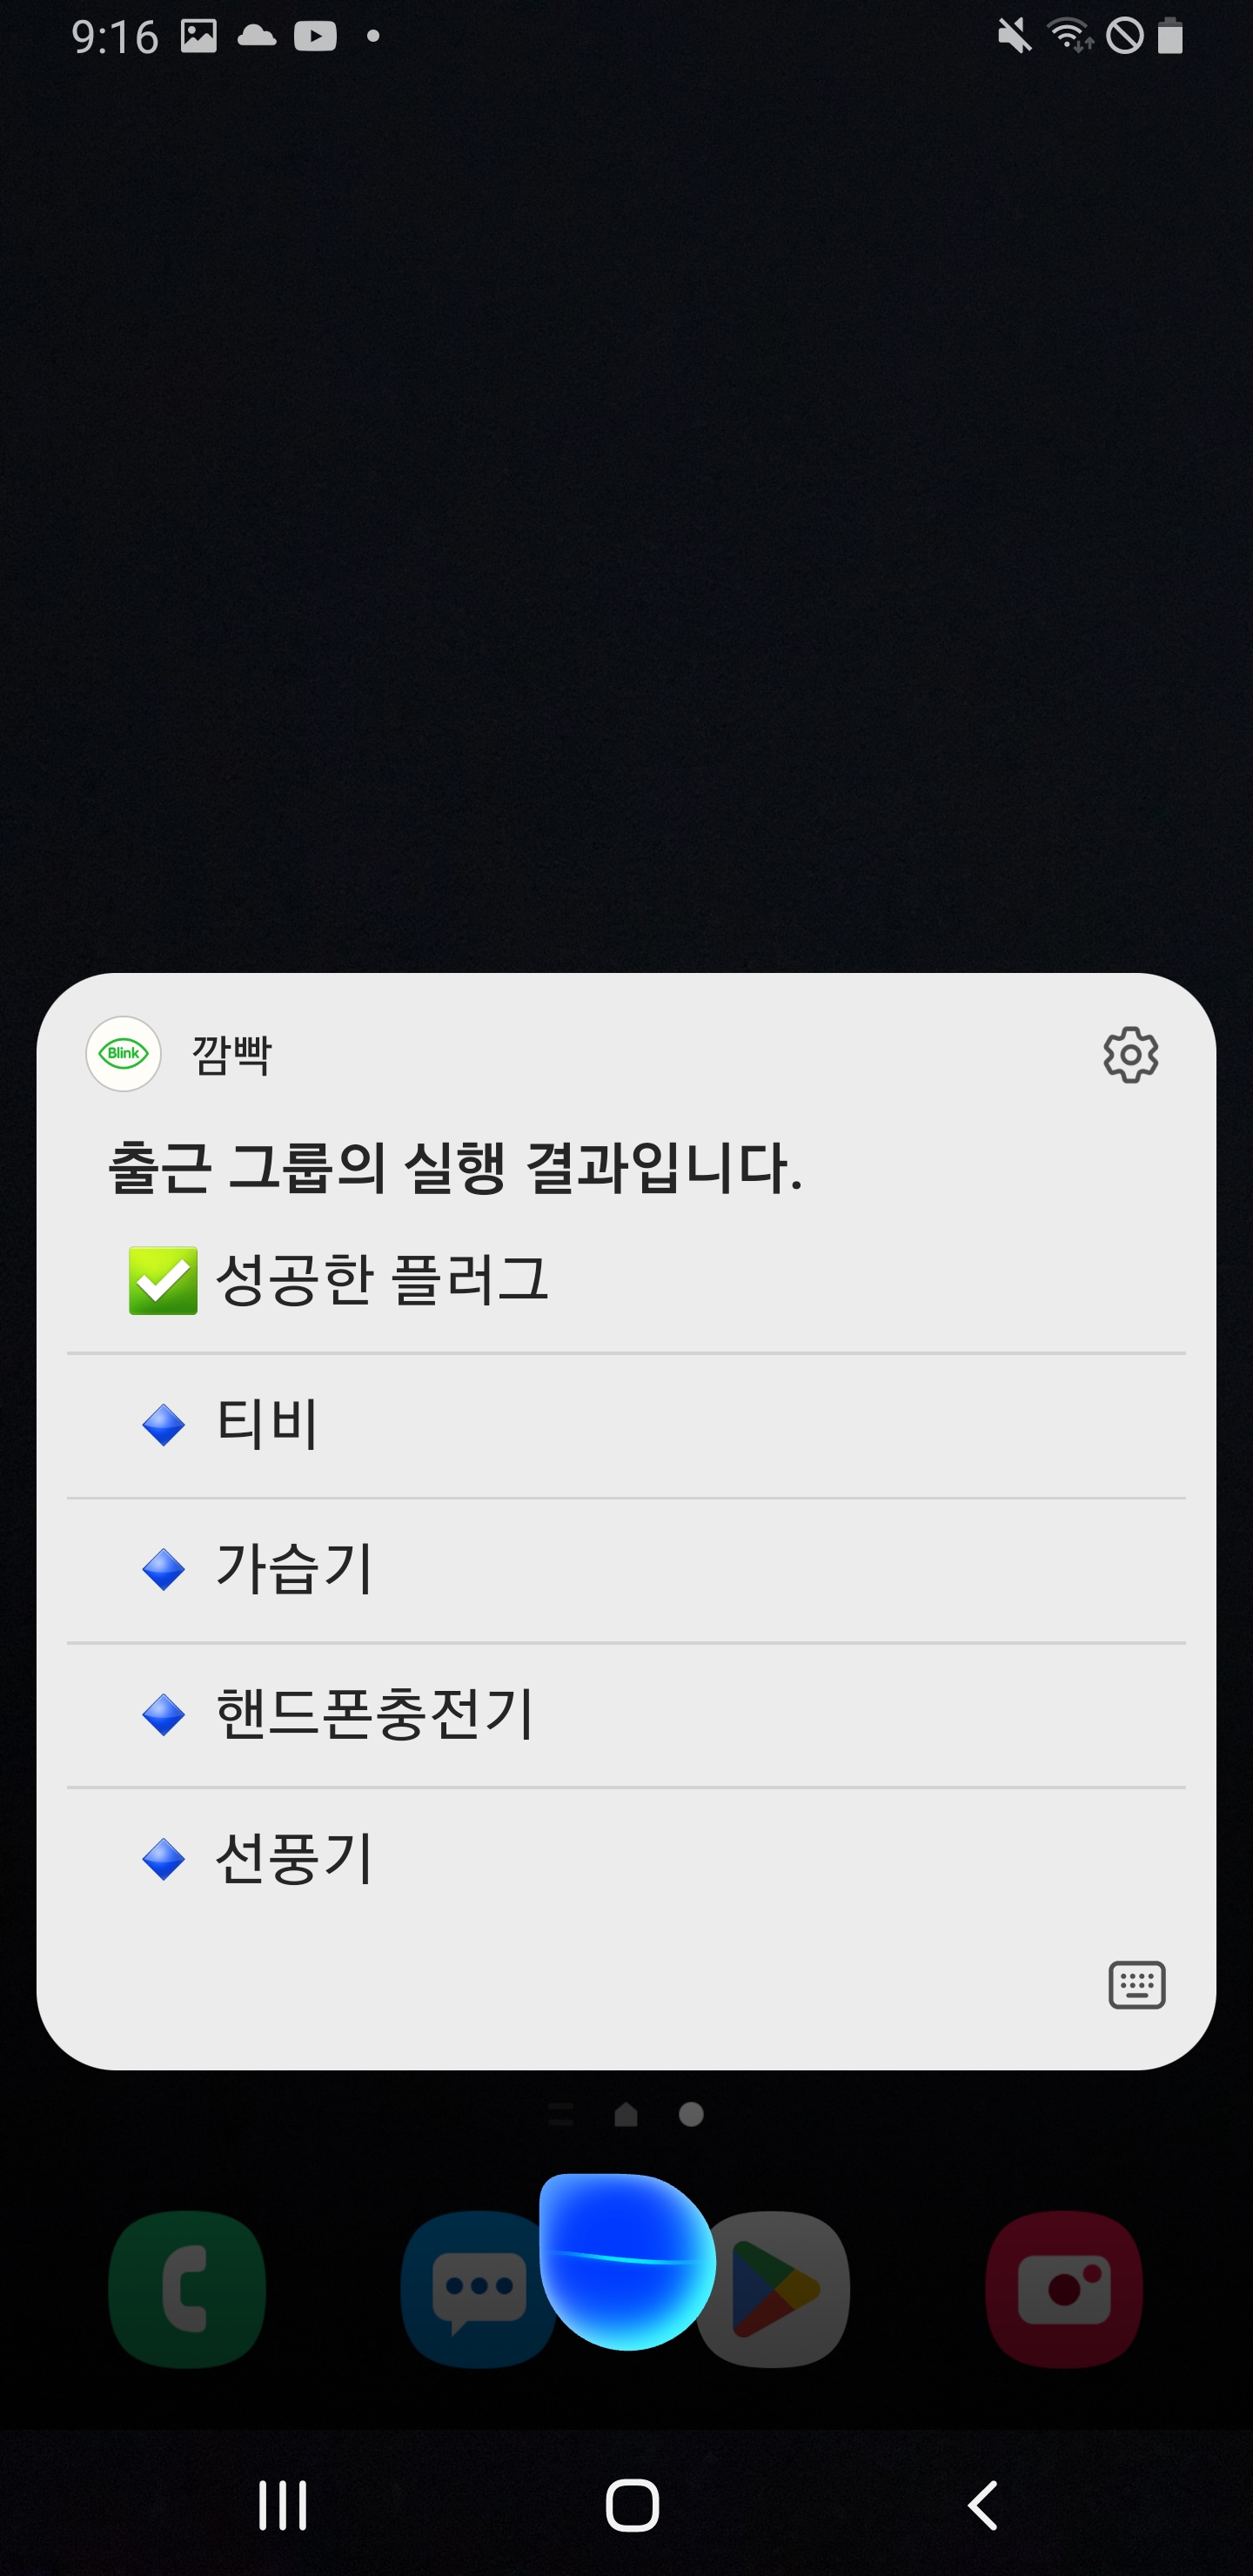 9:16
Blink
깜빡
출근 그룹의 실행 결과입니다.
✅ 성공한 플러그
🔹 티비
🔹 가습기
🔹 핸드폰충전기
🔹 선풍기